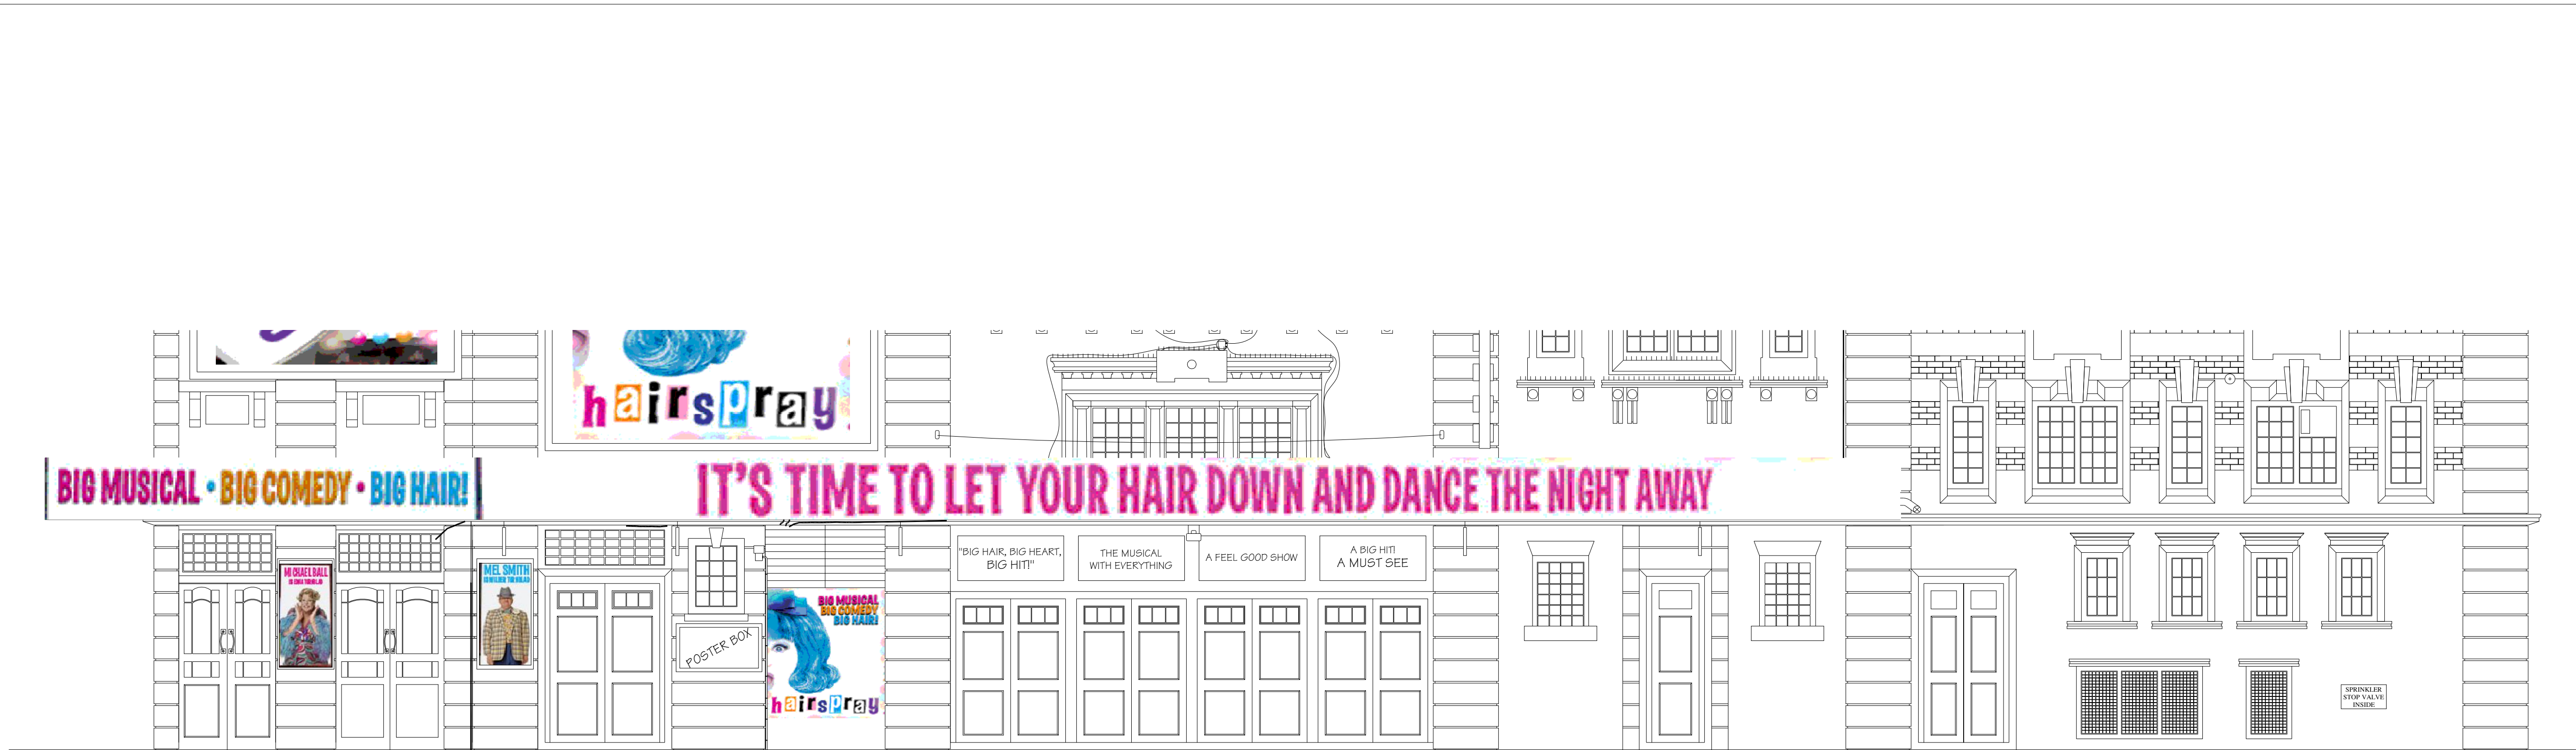 hairspray
BIG MUSICAL • BIG COMEDY • BIG HAIR!
IT'S TIME TO LET YOUR HAIR DOWN AND DANCE THE NIGHT AWAY
MICHAEL BALL
MEL SMITH
POSTER BOX
BIG MUSICAL
BIG COMEDY
BIG HAIR!
hairspray
"BIG HAIR, BIG HEART,
BIG HIT!"
THE MUSICAL
WITH EVERYTHING
A FEEL GOOD SHOW
A BIG HIT!
A MUST SEE
SPRINKLER
STOP VALVE
INSIDE